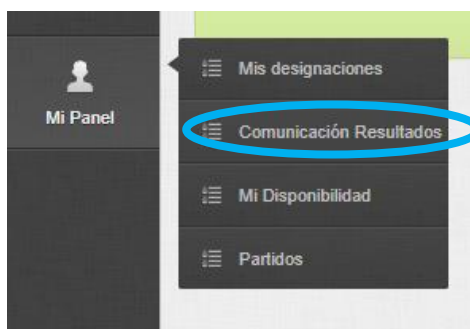 Mi Panel
Mis designaciones
Comunicación Resultados
Mi Disponibilidad
Partidos